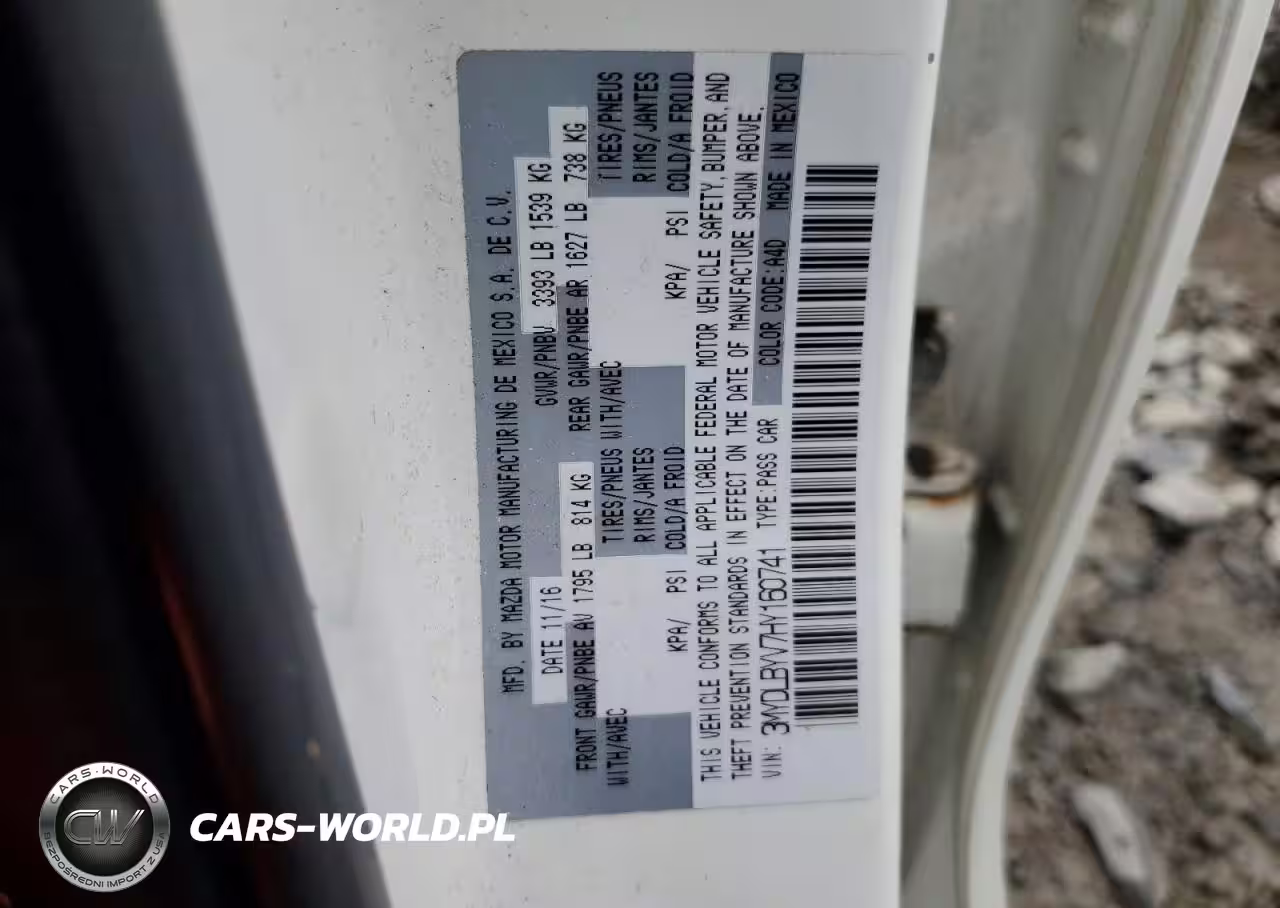 MFD. BY MAZDA MOTOR MANUFACTURING DE MEXICO S.A. DE C.V.
DATE 11/16
GVWR/PNBV 3393 LB 1539 KG
FRONT GAWR/PNBE AV 1795 LB 814 KG
REAR GAWR/PNBE AR 1627 LB 738 KG
WITH/AVEC
TIRES/PNEUS WITH/AVEC
TIRES/PNEUS
RIMS/JANTES
RIMS/JANTES
KPA/ PSI COLD/A FROID
KPA/ PSI COLD/A FROID
THIS VEHICLE CONFORMS TO ALL APPLICABLE FEDERAL MOTOR VEHICLE SAFETY, BUMPER, AND
THEFT PREVENTION STANDARDS IN EFFECT ON THE DATE OF MANUFACTURE SHOWN ABOVE.
VIN: 3MYDLBYV7HY160741 TYPE:PASS CAR COLOR CODE:A4D MADE IN MEXICO
CARS-WORLD
CW
BEZPOŚREDNI IMPORT Z USA
CARS-WORLD.PL